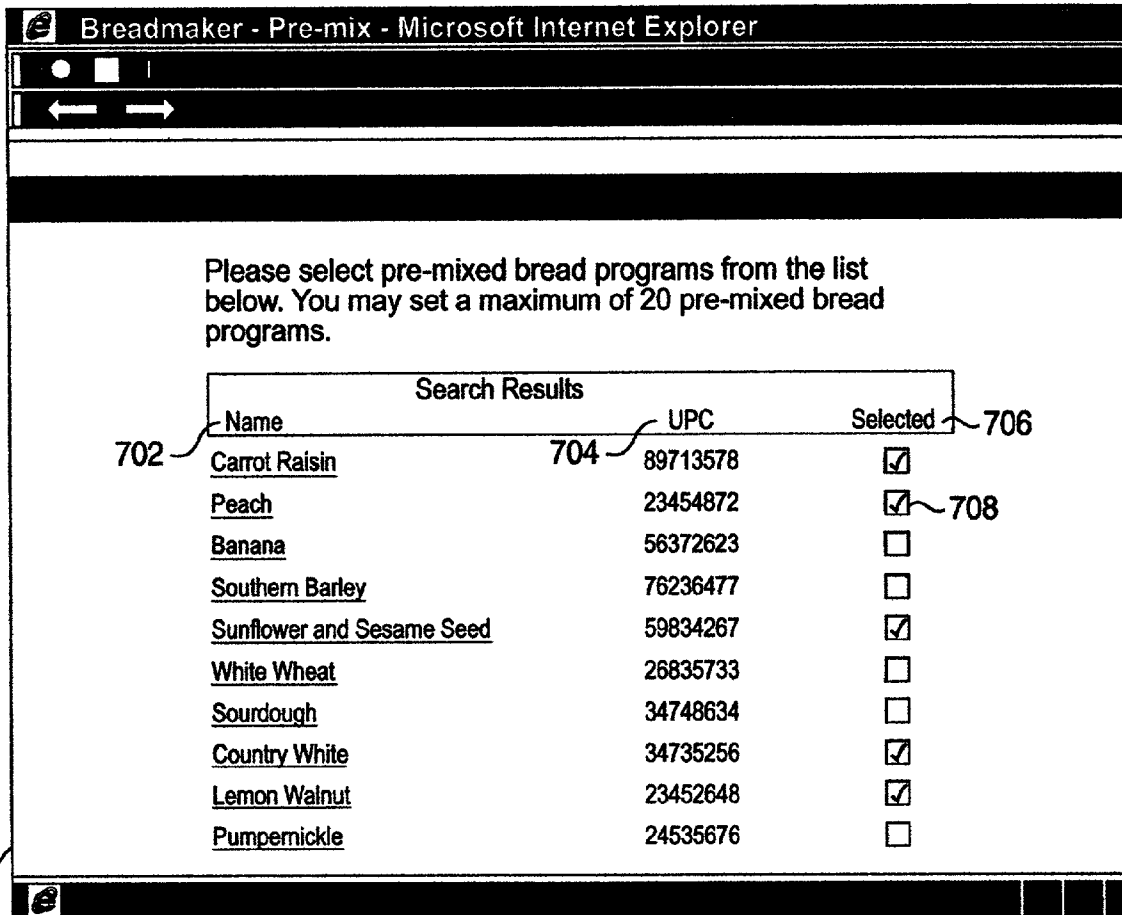 Breadmaker - Pre-mix - Microsoft Internet Explorer
Please select pre-mixed bread programs from the list
below. You may set a maximum of 20 pre-mixed bread
programs.
Search Results
Name UPC Selected 706
702 704
Carrot Raisin 89713578
Peach 23454872 708
Banana 56372623
Southern Barley 76236477
Sunflower and Sesame Seed 59834267
White Wheat 26835733
Sourdough 34748634
Country White 34735256
Lemon Walnut 23452648
Pumpernickle 24535676